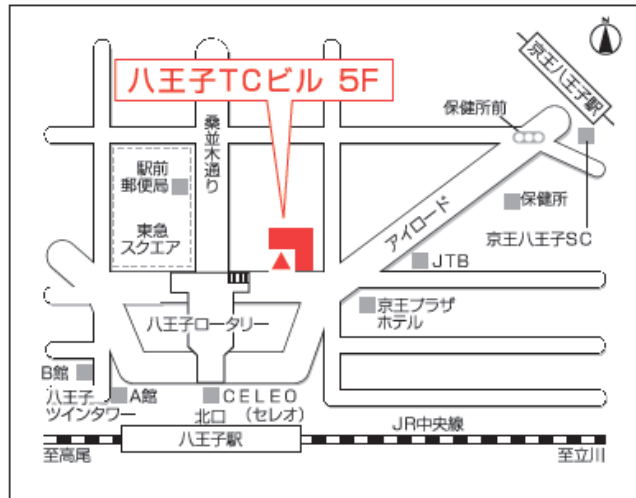 N
京王八王子駅
八王子TCビル 5F
保健所前
桑並木通り
駅前
郵便局
東急
スクエア
アイロード
保健所
京王八王子SC
JTB
京王プラザ
ホテル
八王子ロータリー
B館
八王子
ツインタワー
A館
CELEO
北口 (セレオ)
八王子駅
JR中央線
至高尾
至立川